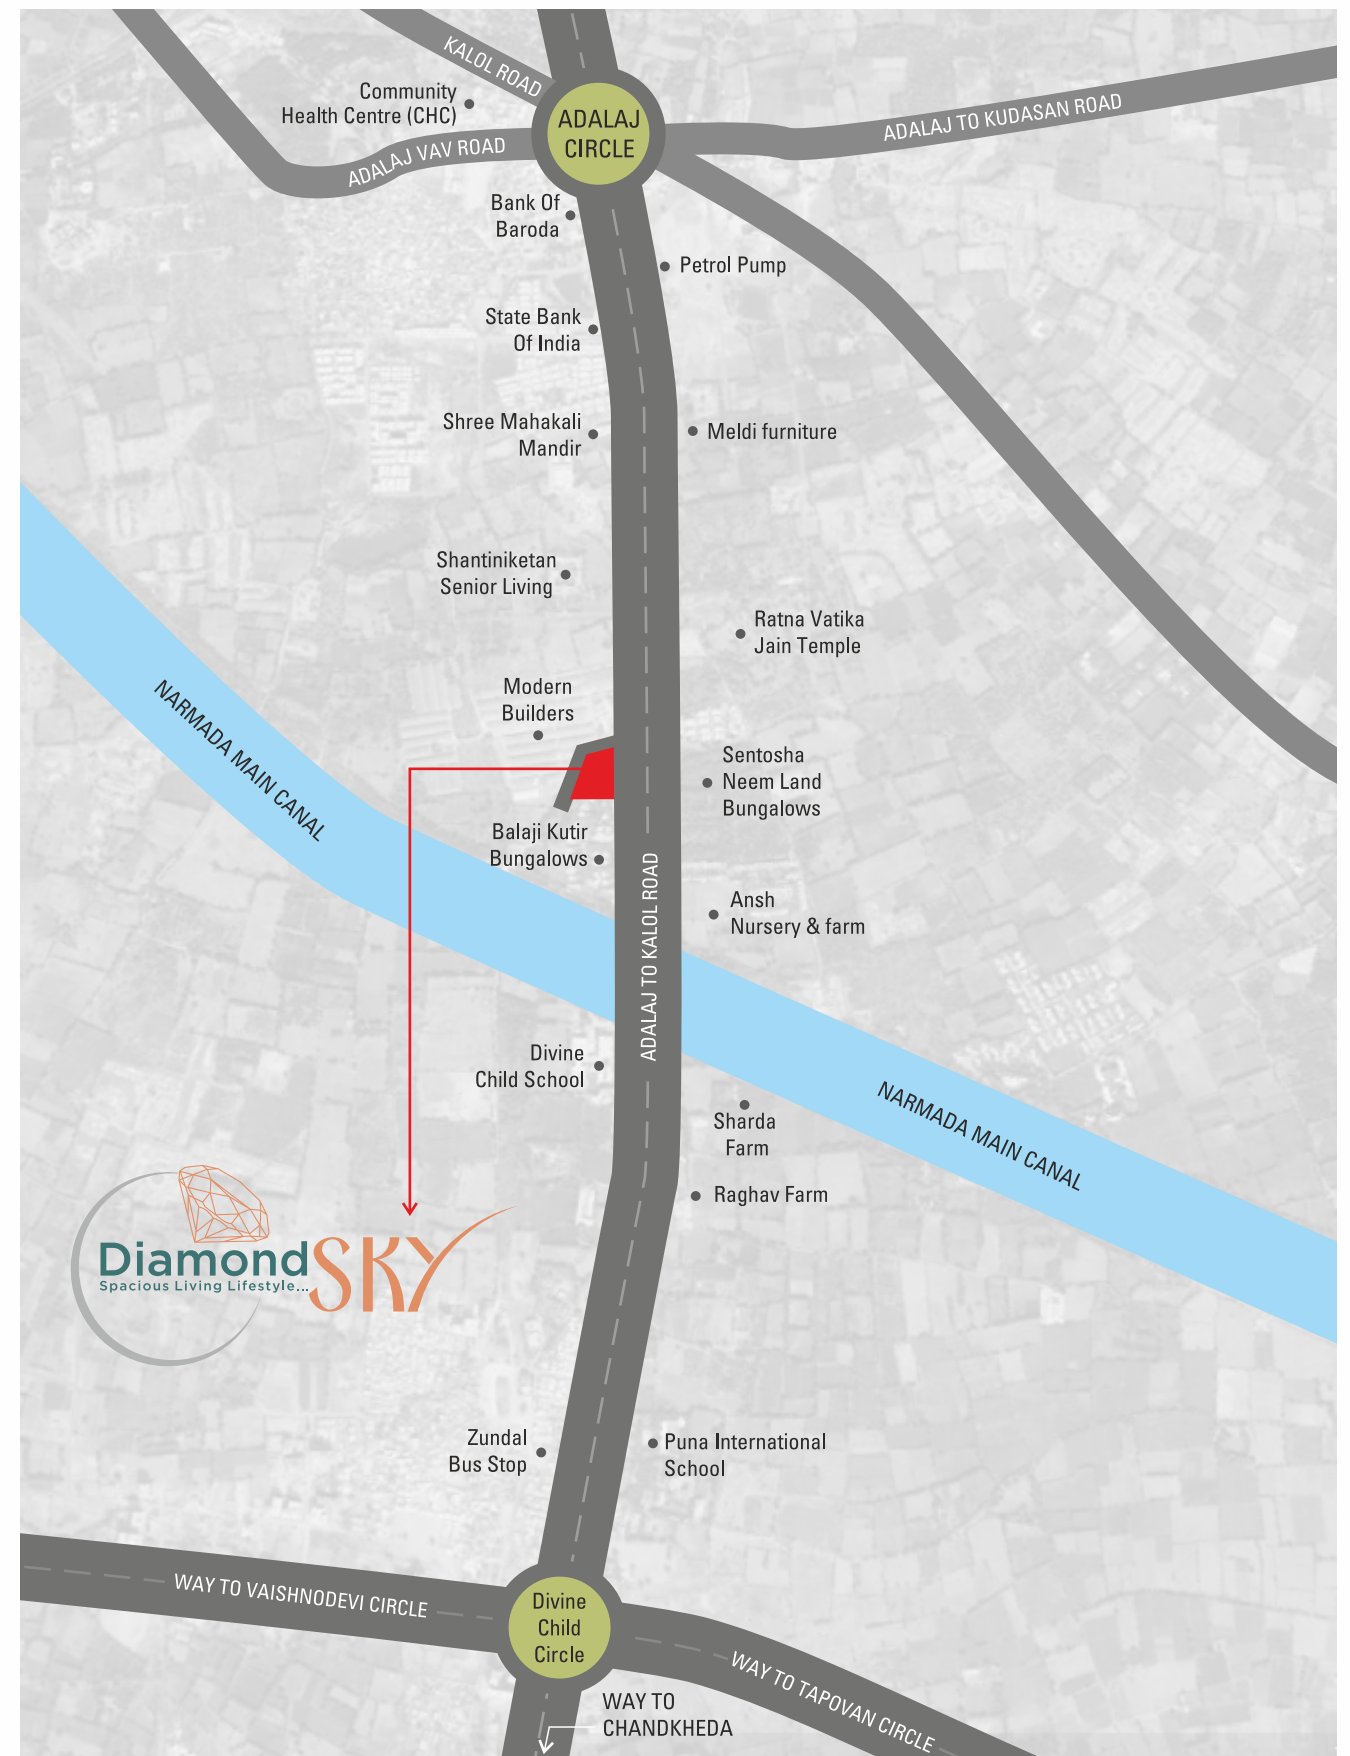 KALOL ROAD
Community
Health Centre (CHC)
ADALAJ
CIRCLE
ADALAJ TO KUDASAN ROAD
ADALAJ VAV ROAD
Bank Of
Baroda
Petrol Pump
State Bank
Of India
Shree Mahakali
Mandir
Meldi furniture
Shantiniketan
Senior Living
Ratna Vatika
Jain Temple
Modern
Builders
NARMADA MAIN CANAL
Sentosha
Neem Land
Bungalows
Balaji Kutir
Bungalows
ADALAJ TO KALOL ROAD
Ansh
Nursery & farm
Divine
Child School
NARMADA MAIN CANAL
Sharda
Farm
Raghav Farm
Diamond SKY
Spacious Living Lifestyle...
Zundal
Bus Stop
Puna International
School
WAY TO VAISHNODEVI CIRCLE
Divine
Child
Circle
WAY TO TAPOVAN CIRCLE
WAY TO
CHANDKHEDA